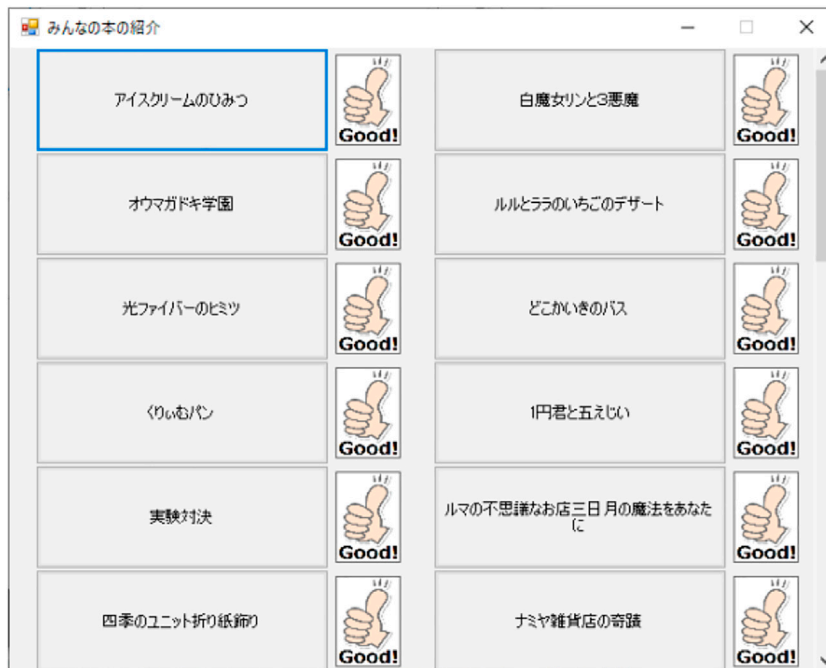 みんなの本の紹介
アイスクリームのひみつ
Good!
白魔女リンと3悪魔
Good!
オウマガドキ学園
Good!
ルルとララのいちごのデザート
Good!
光ファイバーのヒミツ
Good!
どこかいきのバス
Good!
くりぃむパン
Good!
1円君と五えじい
Good!
実験対決
Good!
ルマの不思議なお店三日月の魔法をあなた
に
Good!
四季のユニット折り紙飾り
Good!
ナミヤ雑貨店の奇蹟
Good!